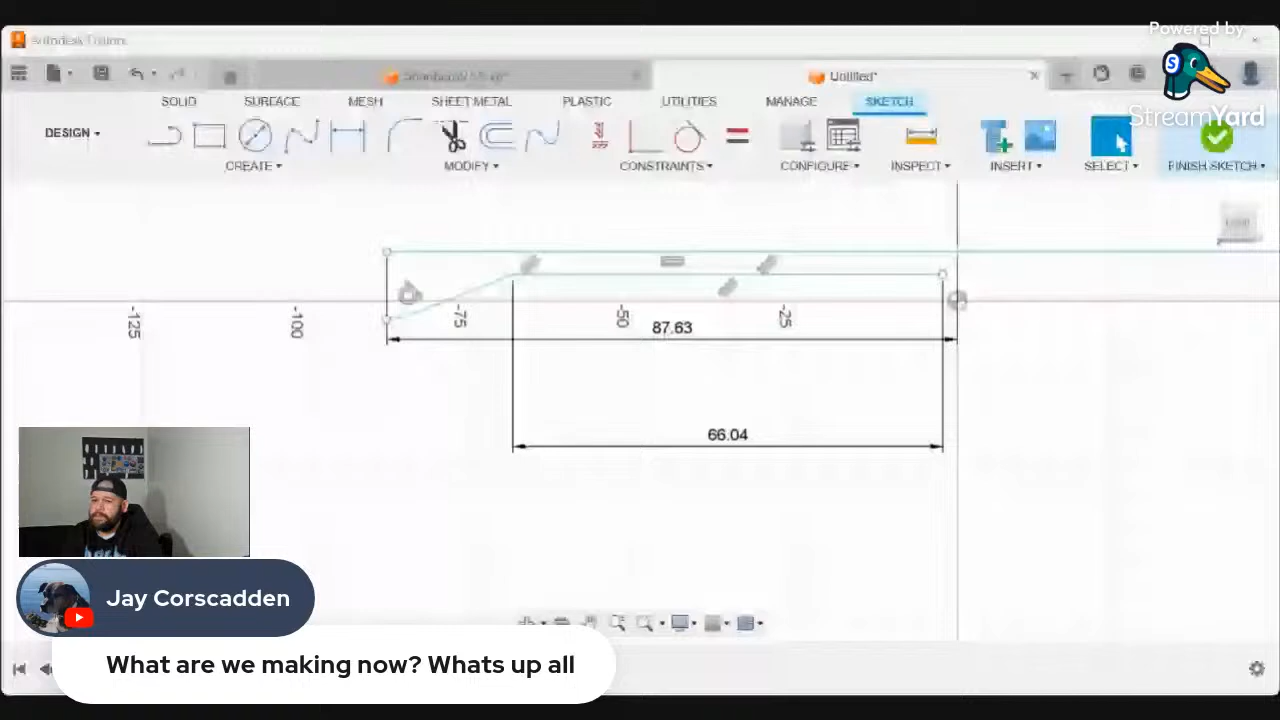 Powered by
StreamYard
Autodesk Fusion
Untitled*
SOLID
SURFACE
MESH
SHEET METAL
PLASTIC
UTILITIES
MANAGE
SKETCH
DESIGN
CREATE
MODIFY
CONSTRAINTS
CONFIGURE
INSPECT
INSERT
SELECT
FINISH SKETCH
-125
-100
-75
-50
-25
87.63
66.04
Jay Corscadden
What are we making now? Whats up all